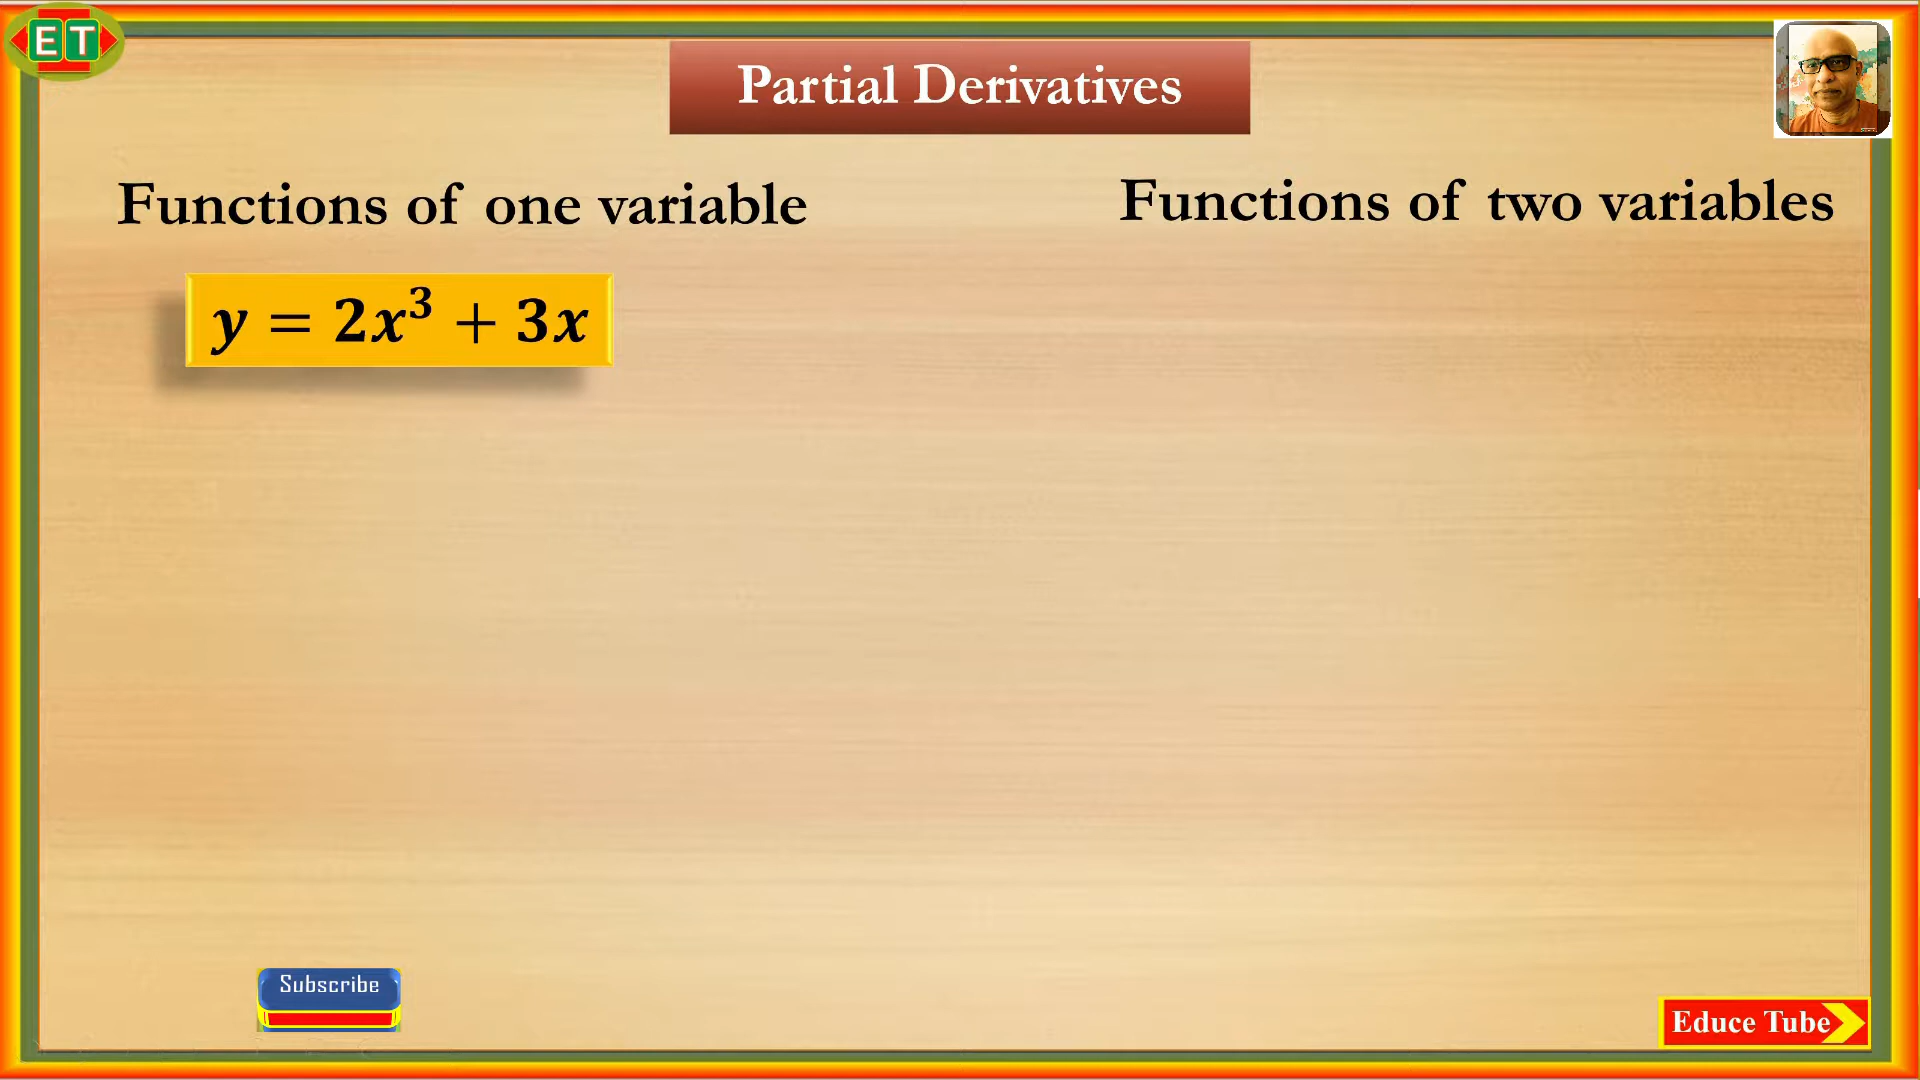 ET
Partial Derivatives
Functions of one variable
Functions of two variables
y = 2x³ + 3x
Subscribe
Educe Tube